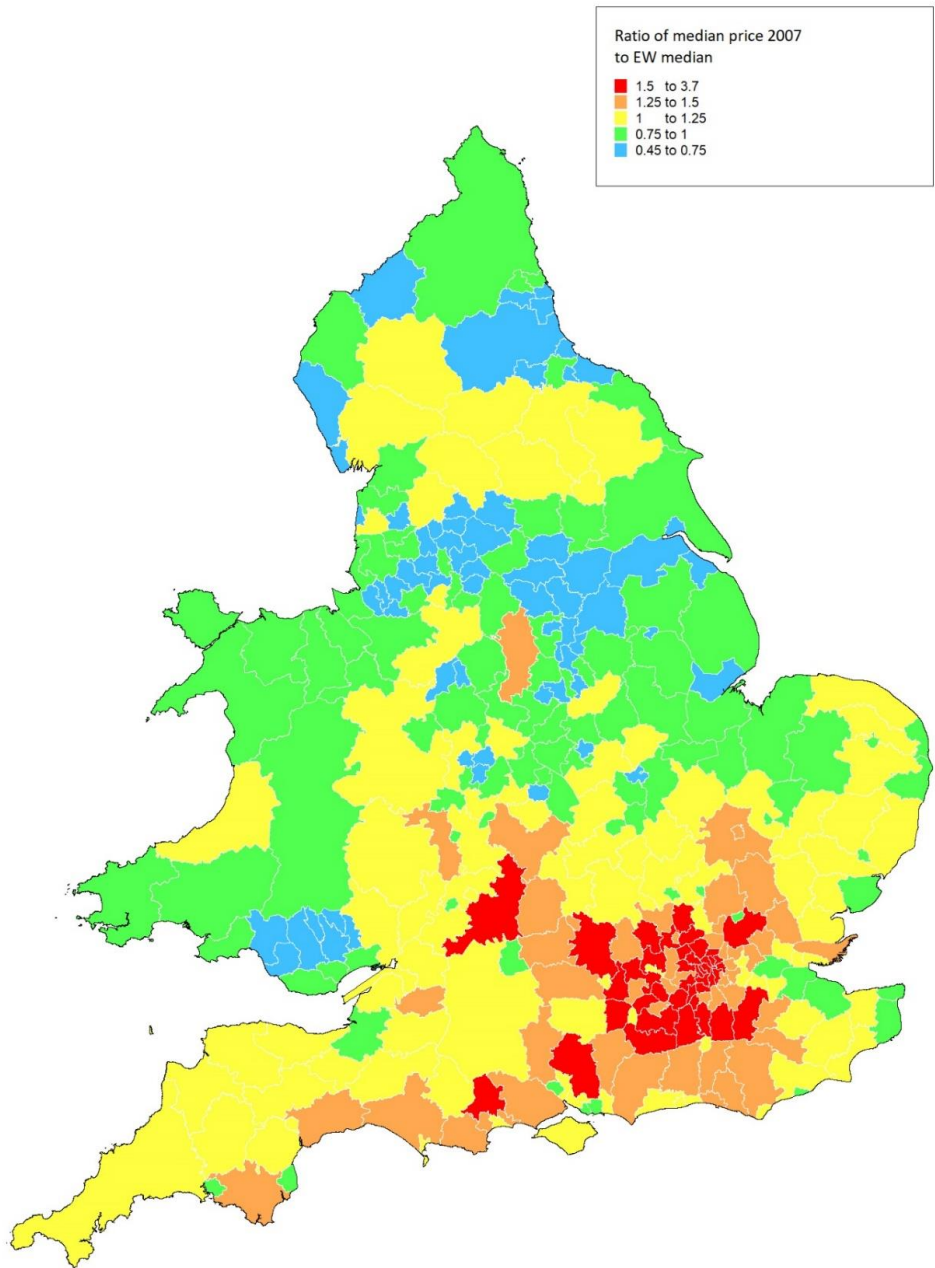 Ratio of median price 2007
to EW median
1.5 to 3.7
1.25 to 1.5
1 to 1.25
0.75 to 1
0.45 to 0.75